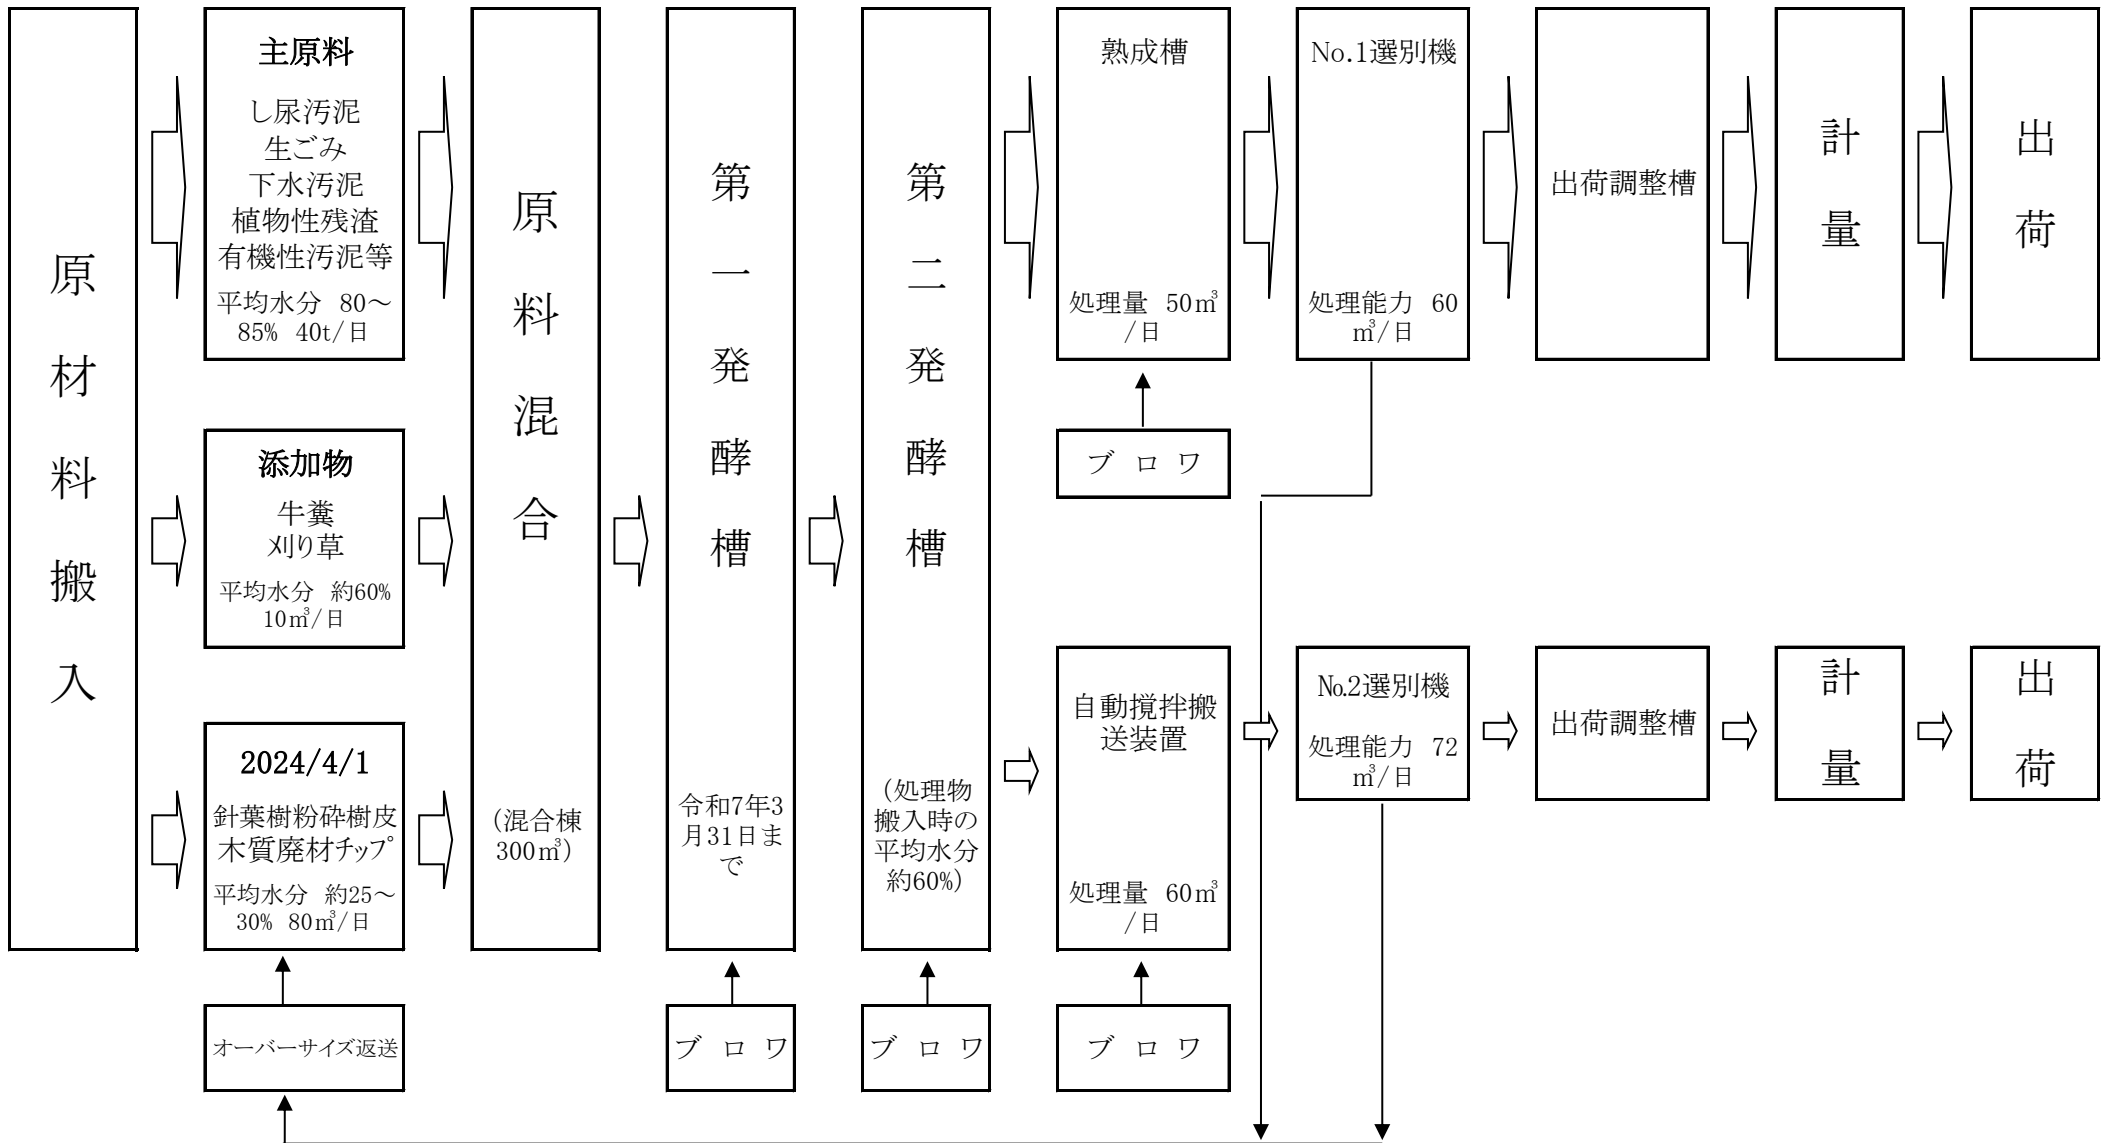 原材料搬入
主原料
し尿汚泥
生ごみ
下水汚泥
植物性残渣
有機性汚泥等
平均水分 80～
85% 40t/日
添加物
牛糞
刈り草
平均水分 約60%
10㎥/日
2024/4/1
針葉樹粉砕樹皮
木質廃材ﾁｯﾌﾟ
平均水分 約25～
30% 80㎥/日
オーバーサイズ返送
原料混合
(混合棟
300㎥)
第一発酵槽
令和7年3
月31日ま
で
ブロワ
第二発酵槽
(処理物
搬入時の
平均水分
約60%)
ブロワ
熟成槽
処理量 50㎥
/日
ブロワ
自動撹拌搬
送装置
処理量 60㎥
/日
ブロワ
No.1選別機
処理能力 60
㎥/日
№2選別機
処理能力 72
㎥/日
出荷調整槽
計量
出荷
出荷調整槽
計量
出荷